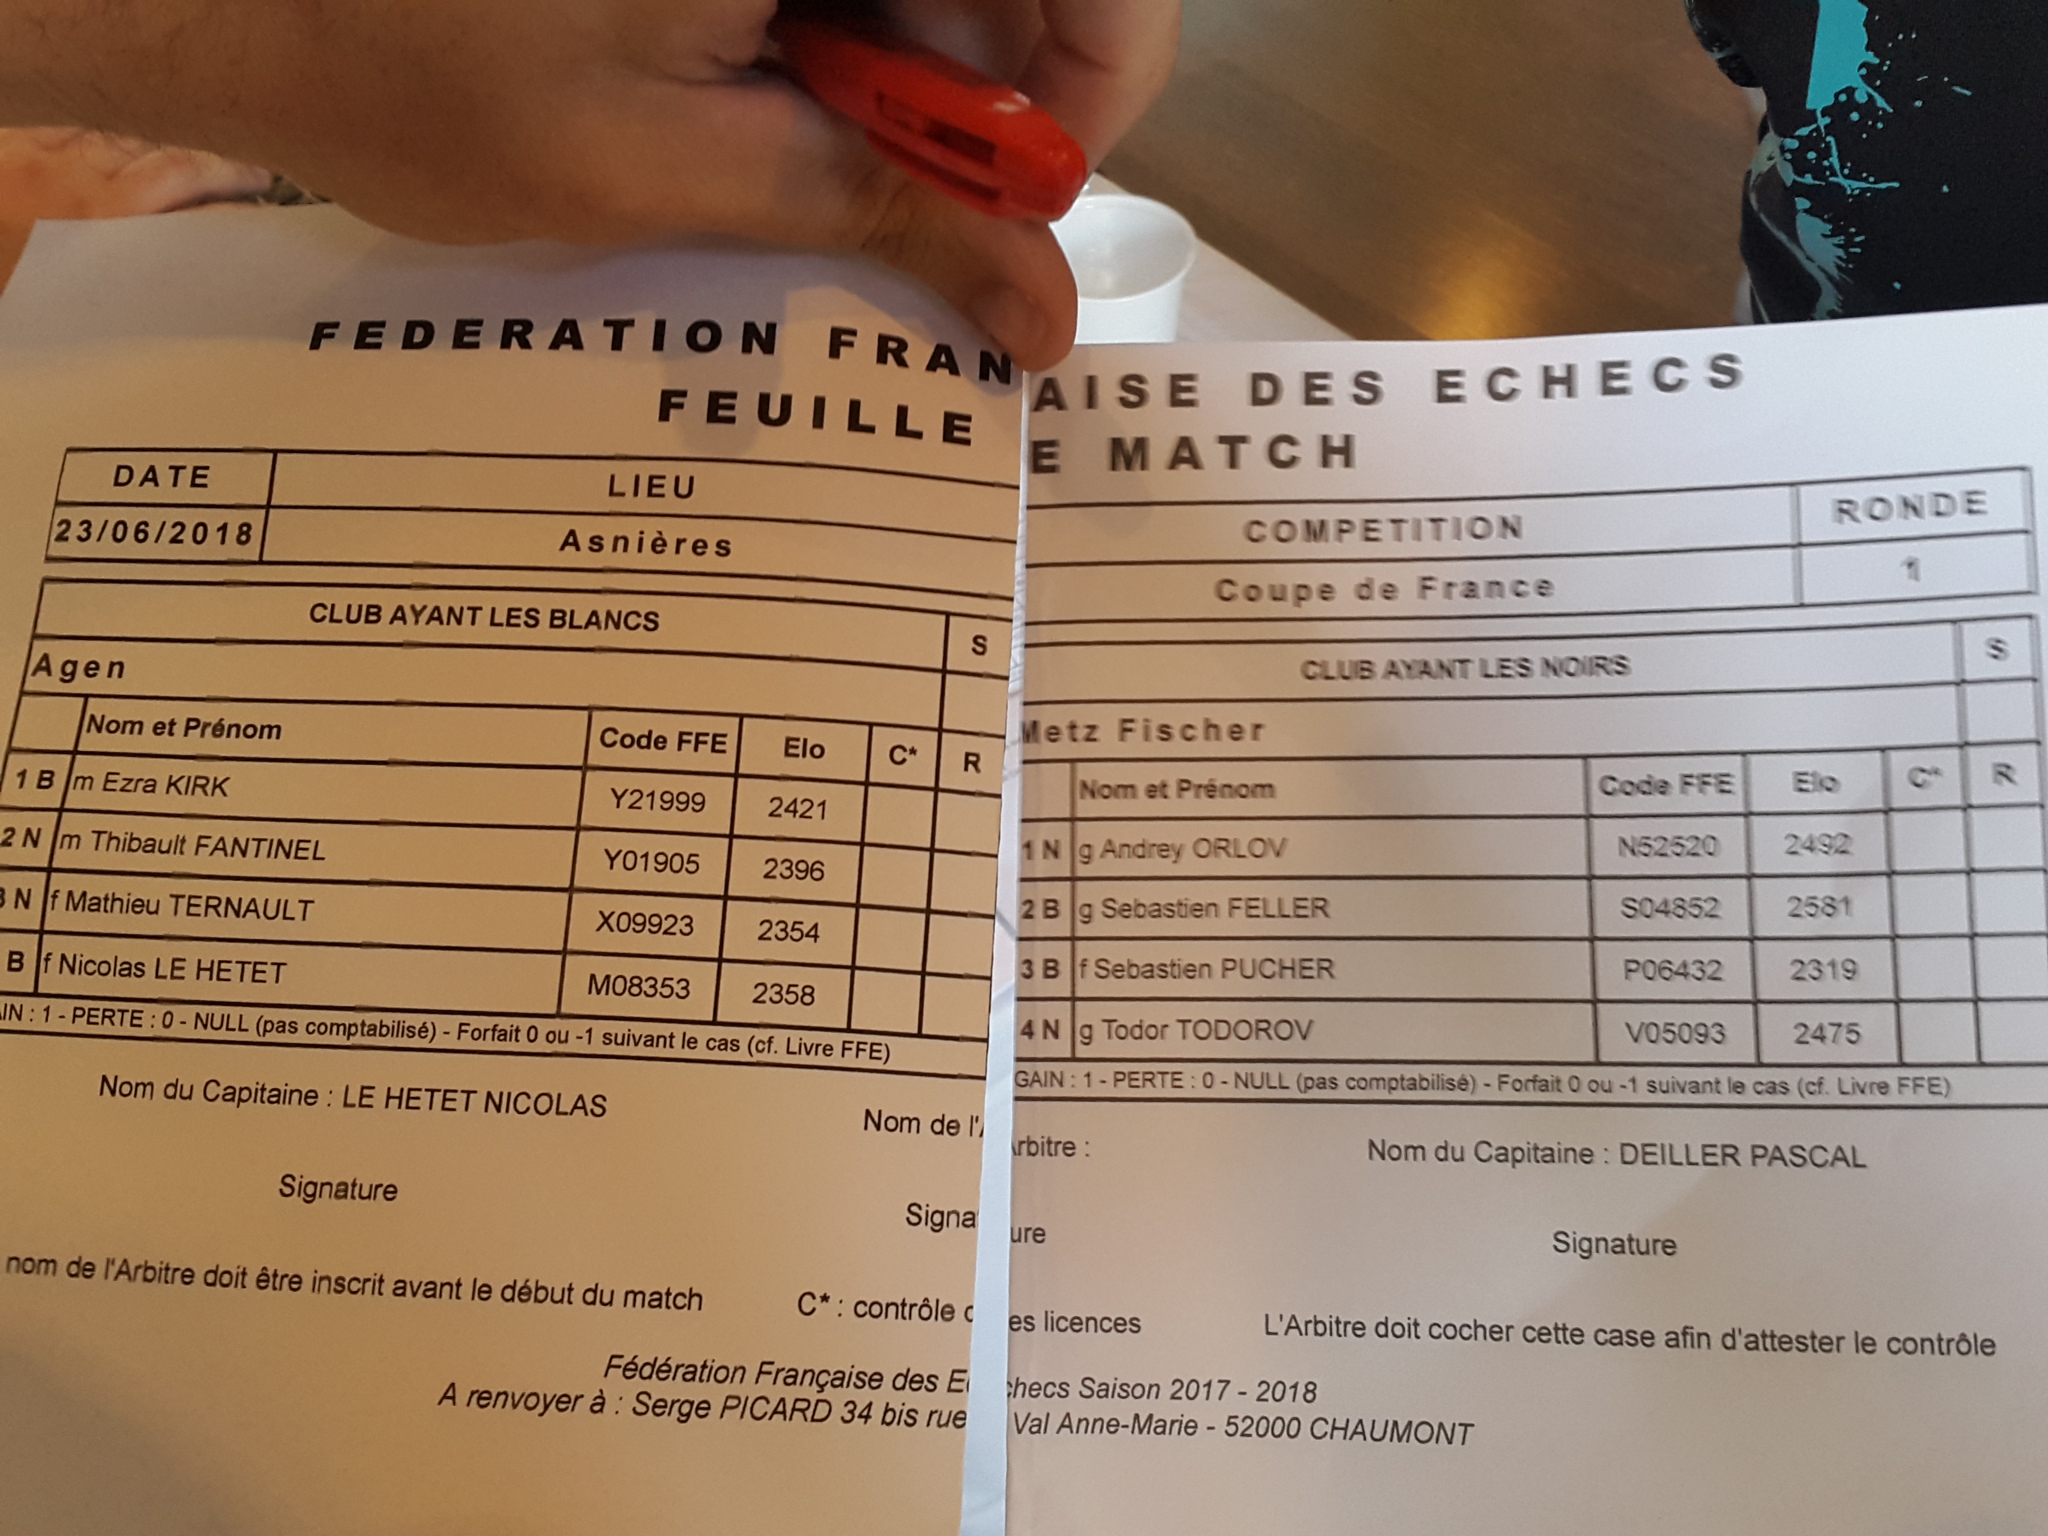 FEDERATION FRAN AISE DES ECHECS
FEUILLE E MATCH
DATE LIEU COMPETITION RONDE
23/06/2018 Asnières Coupe de France 1
CLUB AYANT LES BLANCS S CLUB AYANT LES NOIRS S
Agen Metz Fischer
Nom et Prénom Code FFE Elo C* R Nom et Prénom Code FFE Elo C* R
1 B m Ezra KIRK Y21999 2421 1 N g Andrey ORLOV N52520 2492
2 N m Thibault FANTINEL Y01905 2396 2 B g Sebastien FELLER S04852 2581
3 N f Mathieu TERNAULT X09923 2354 3 B f Sebastien PUCHER P06432 2319
B f Nicolas LE HETET M08353 2358 4 N g Todor TODOROV V05093 2475
IN : 1 - PERTE : 0 - NULL (pas comptabilisé) - Forfait 0 ou -1 suivant le cas (cf. Livre FFE) GAIN : 1 - PERTE : 0 - NULL (pas comptabilisé) - Forfait 0 ou -1 suivant le cas (cf. Livre FFE)
Nom du Capitaine : LE HETET NICOLAS Nom de l'Arbitre : Nom du Capitaine : DEILLER PASCAL
Signature Signature Signature
nom de l'Arbitre doit être inscrit avant le début du match C* : contrôle des licences L'Arbitre doit cocher cette case afin d'attester le contrôle
Fédération Française des Echecs Saison 2017 - 2018
A renvoyer à : Serge PICARD 34 bis rue Val Anne-Marie - 52000 CHAUMONT